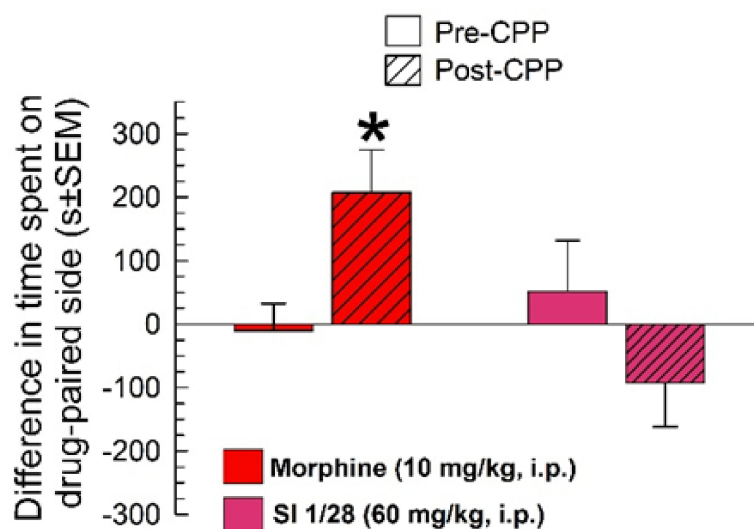 Pre-CPP
Post-CPP
Difference in time spent on
drug-paired side (s±SEM)
300
200
100
0
-100
-200
-300
*
Morphine (10 mg/kg, i.p.)
SI 1/28 (60 mg/kg, i.p.)